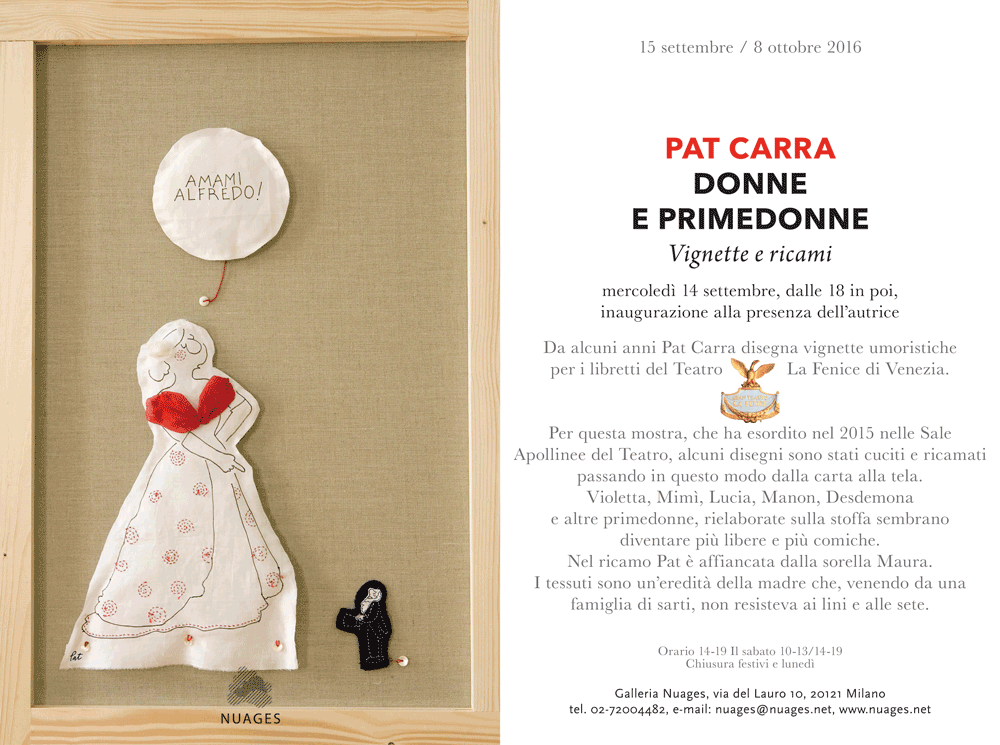 AMAMI
ALFREDO!
Pat
NUAGES
15 settembre / 8 ottobre 2016
PAT CARRA
DONNE
E PRIMEDONNE
Vignette e ricami
mercoledì 14 settembre, dalle 18 in poi,
inaugurazione alla presenza dell’autrice
Da alcuni anni Pat Carra disegna vignette umoristiche
per i libretti del Teatro La Fenice di Venezia.
Per questa mostra, che ha esordito nel 2015 nelle Sale
Apollinee del Teatro, alcuni disegni sono stati cuciti e ricamati
passando in questo modo dalla carta alla tela.
Violetta, Mimì, Lucia, Manon, Desdemona
e altre primedonne, rielaborate sulla stoffa sembrano
diventare più libere e più comiche.
Nel ricamo Pat è affiancata dalla sorella Maura.
I tessuti sono un’eredità della madre che, venendo da una
famiglia di sarti, non resisteva ai lini e alle sete.
Orario 14-19 Il sabato 10-13/14-19
Chiusura festivi e lunedì
Galleria Nuages, via del Lauro 10, 20121 Milano
tel. 02-72004482, e-mail: nuages@nuages.net, www.nuages.net